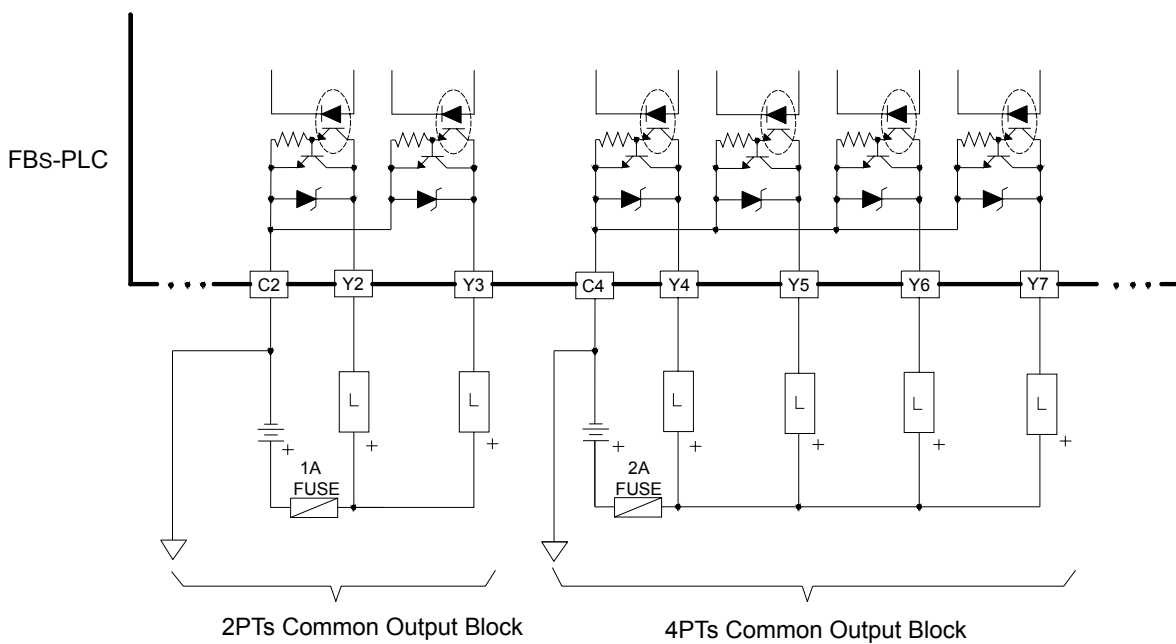 FBs-PLC
C2 Y2 Y3 C4 Y4 Y5 Y6 Y7
L L L L L L
+ + + + + + + +
1A
FUSE
2A
FUSE
2PTs Common Output Block
4PTs Common Output Block